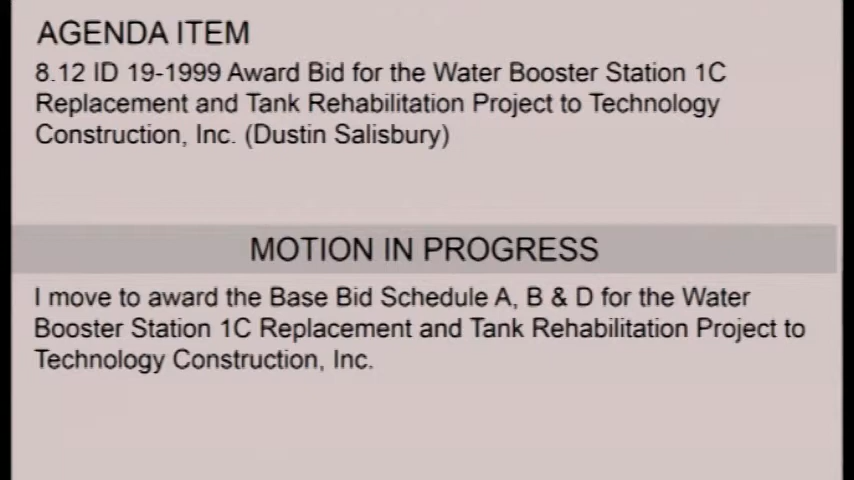 AGENDA ITEM
8.12 ID 19-1999 Award Bid for the Water Booster Station 1C
Replacement and Tank Rehabilitation Project to Technology
Construction, Inc. (Dustin Salisbury)
MOTION IN PROGRESS
I move to award the Base Bid Schedule A, B & D for the Water
Booster Station 1C Replacement and Tank Rehabilitation Project to
Technology Construction, Inc.